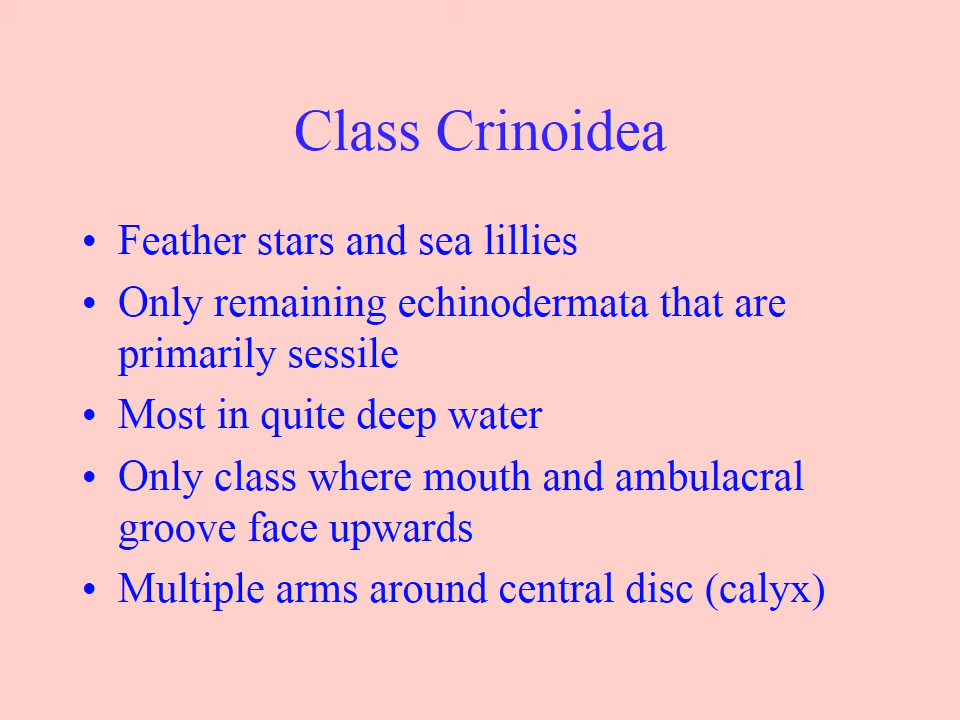 Class Crinoidea
• Feather stars and sea lillies
• Only remaining echinodermata that are
primarily sessile
• Most in quite deep water
• Only class where mouth and ambulacral
groove face upwards
• Multiple arms around central disc (calyx)